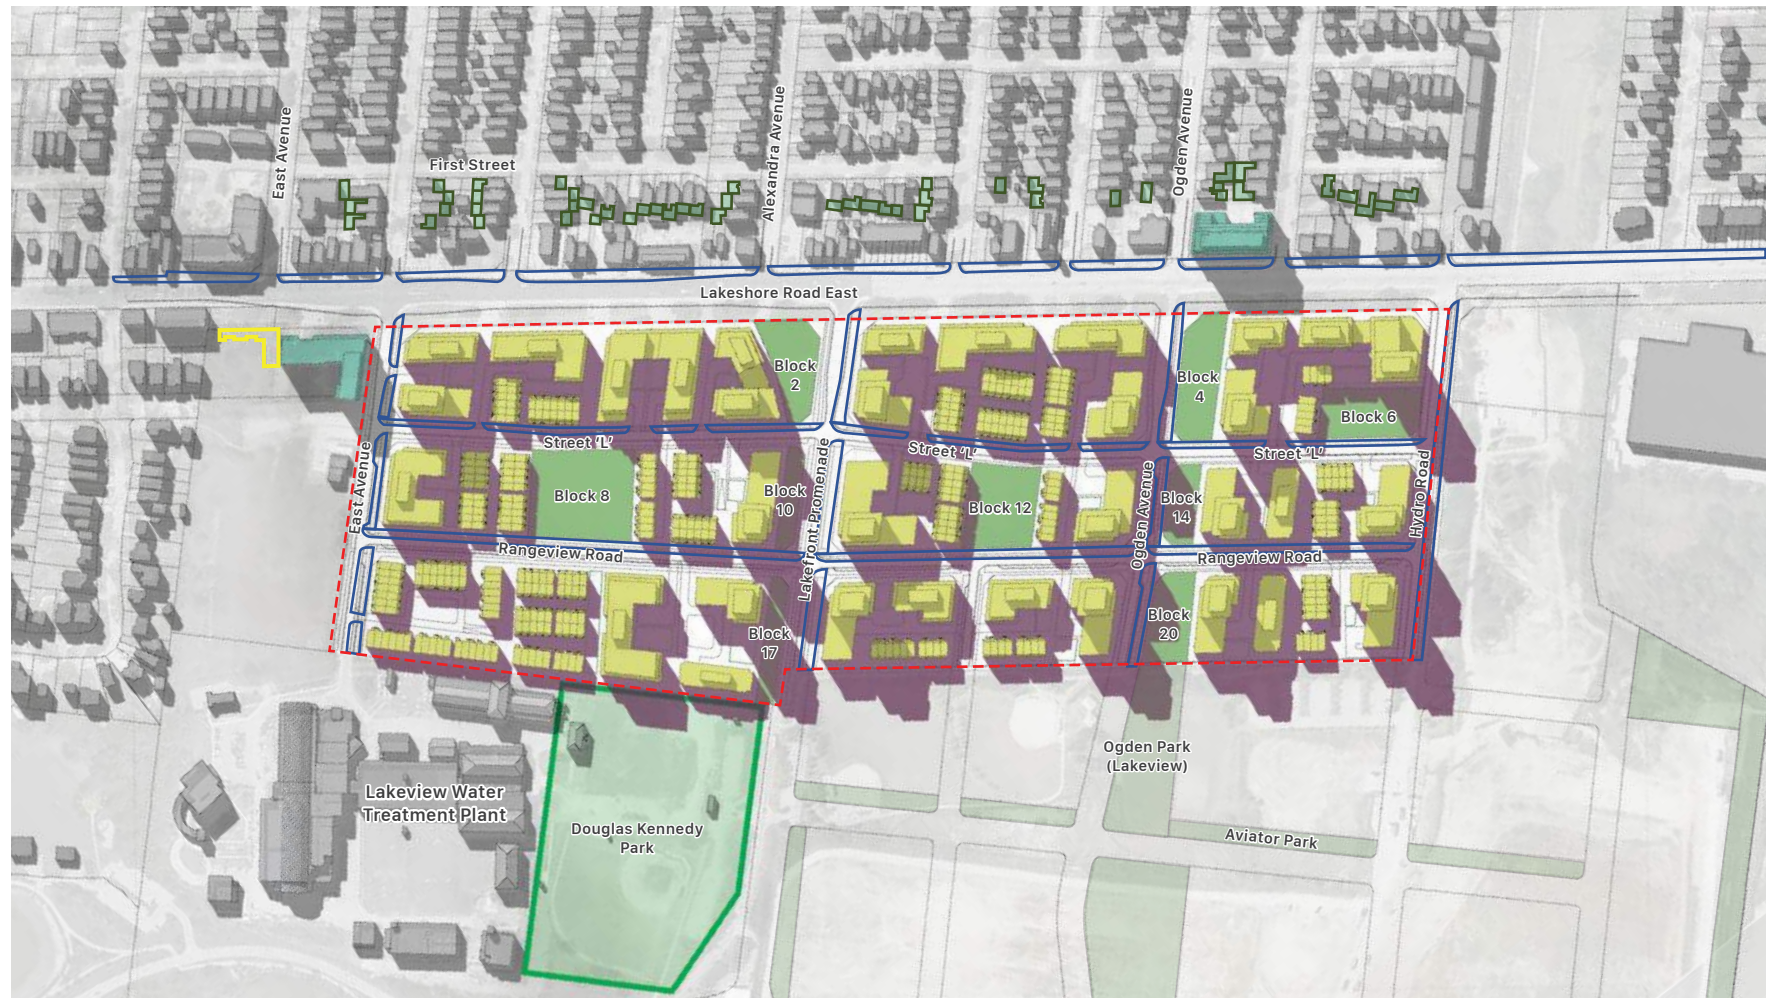 East Avenue
First Street
Alexandra Avenue
Ogden Avenue
Lakeshore Road East
Block
2
Block
4
Block 6
Street ‘L’
Street ‘L’
Street ‘L’
East Avenue
Block 8
Block
10
Lakefront Promenade
Block 12
Ogden Avenue
Block
14
Hydro Road
Rangeview Road
Rangeview Road
Block
17
Block
20
Ogden Park
(Lakeview)
Lakeview Water
Treatment Plant
Douglas Kennedy
Park
Aviator Park